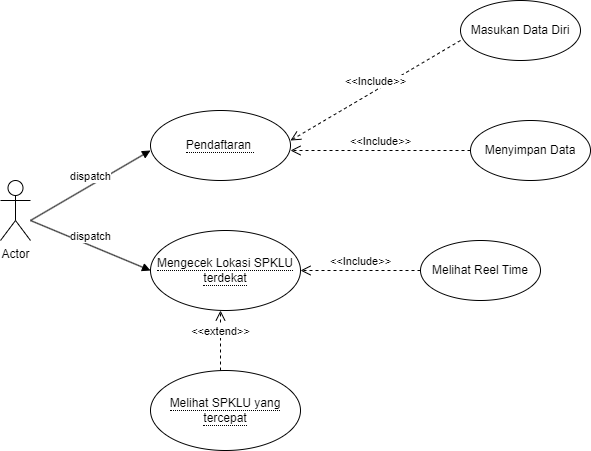 Masukan Data Diri
<<Include>>
Pendaftaran
<<Include>>
Menyimpan Data
dispatch
Actor
dispatch
Mengecek Lokasi SPKLU
terdekat
<<Include>>
Melihat Reel Time
<<extend>>
Melihat SPKLU yang
tercepat